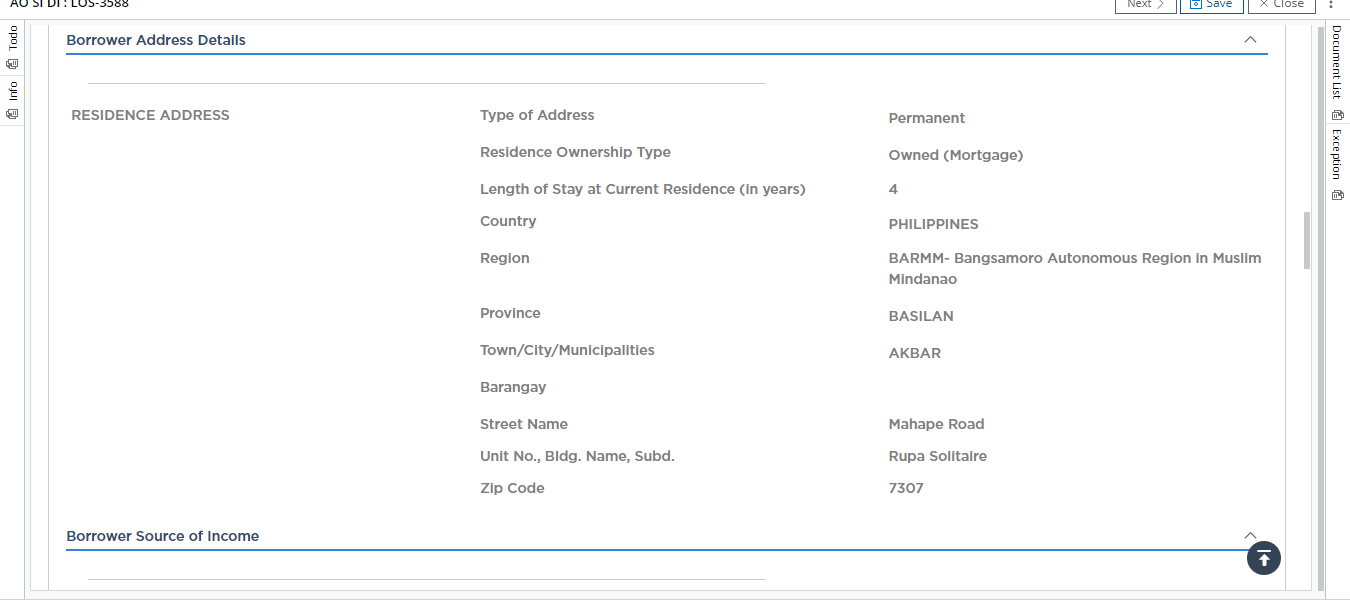 AO SI DI : LOS-3588
Next
Save
Close
Todo
Info
Document List
Exception
Borrower Address Details
RESIDENCE ADDRESS
Type of Address Permanent
Residence Ownership Type Owned (Mortgage)
Length of Stay at Current Residence (in years) 4
Country PHILIPPINES
Region BARMM- Bangsamoro Autonomous Region in Muslim
Mindanao
Province BASILAN
Town/City/Municipalities AKBAR
Barangay
Street Name Mahape Road
Unit No., Bldg. Name, Subd. Rupa Solitaire
Zip Code 7307
Borrower Source of Income